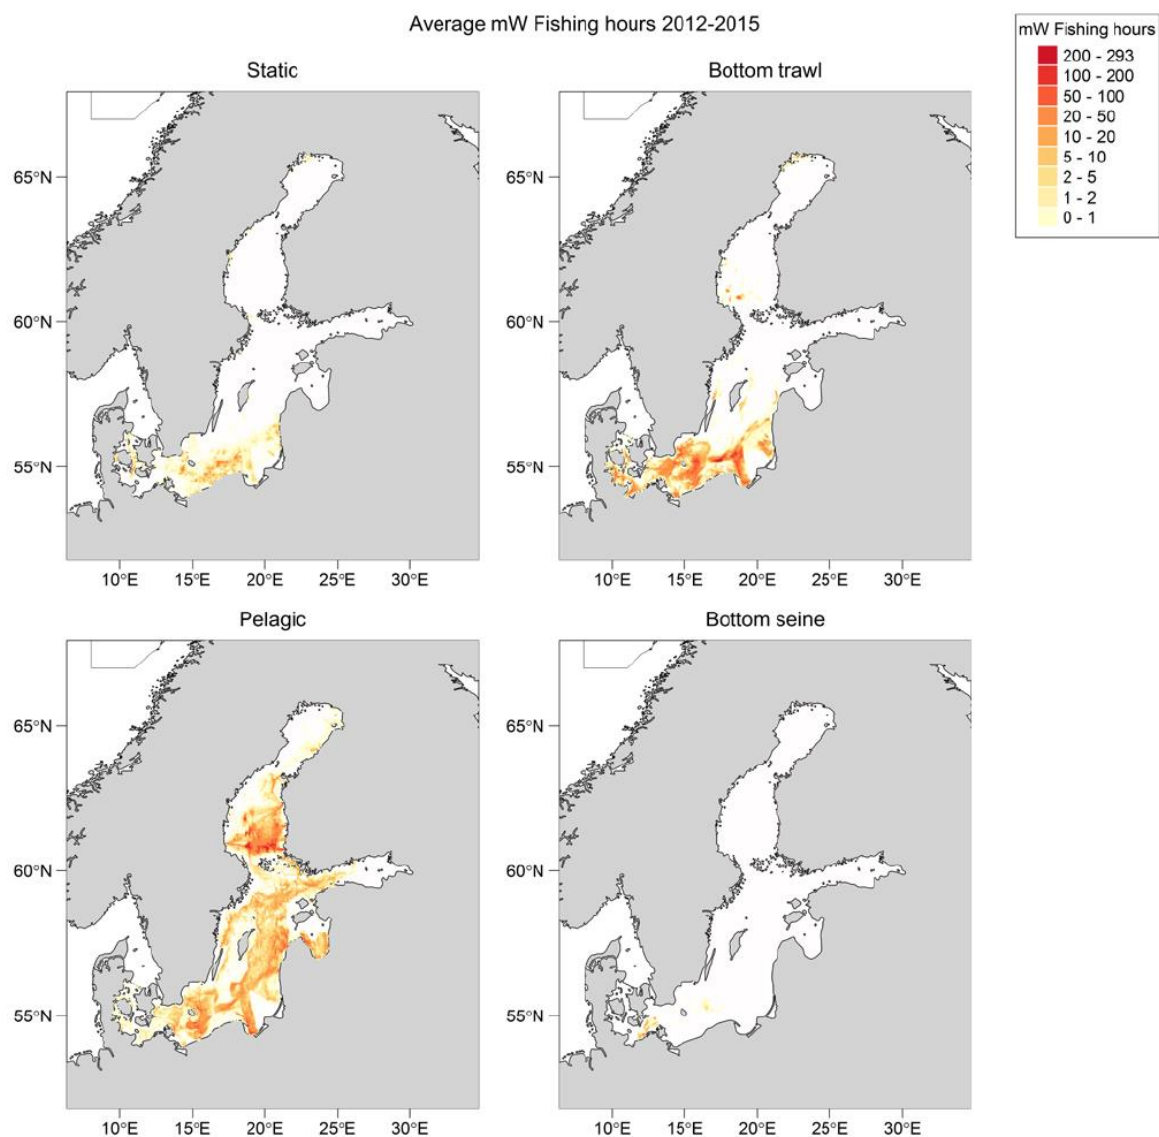 Average mW Fishing hours 2012-2015
mW Fishing hours
200 - 293
100 - 200
50 - 100
20 - 50
10 - 20
5 - 10
2 - 5
1 - 2
0 - 1
Static
65°N
60°N
55°N
10°E 15°E 20°E 25°E 30°E
Bottom trawl
65°N
60°N
55°N
10°E 15°E 20°E 25°E 30°E
Pelagic
65°N
60°N
55°N
10°E 15°E 20°E 25°E 30°E
Bottom seine
65°N
60°N
55°N
10°E 15°E 20°E 25°E 30°E